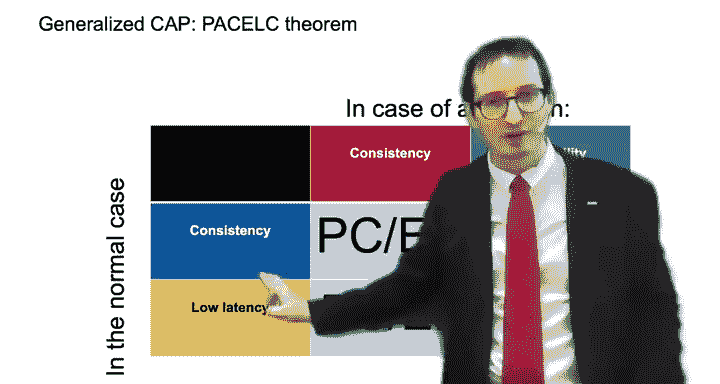 Generalized CAP: PACELC theorem
In case of a
Consistency
In the normal case
Consistency
PC/E
Low latency